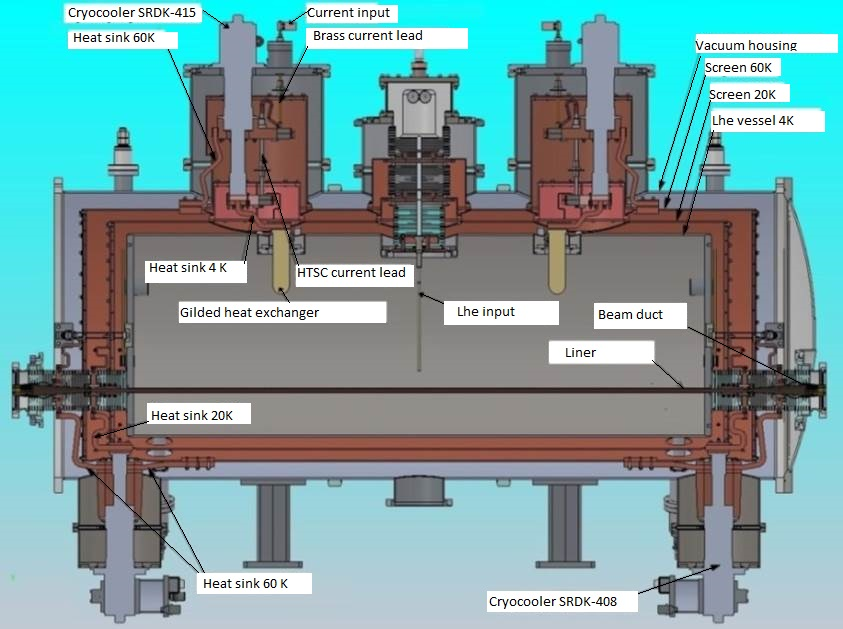 Cryocooler SRDK-415
Current input
Heat sink 60K
Brass current lead
Vacuum housing
Screen 60K
Screen 20K
Lhe vessel 4K
Heat sink 4 K
HTSC current lead
Gilded heat exchanger
Lhe input
Beam duct
Liner
Heat sink 20K
Heat sink 60 K
Cryocooler SRDK-408